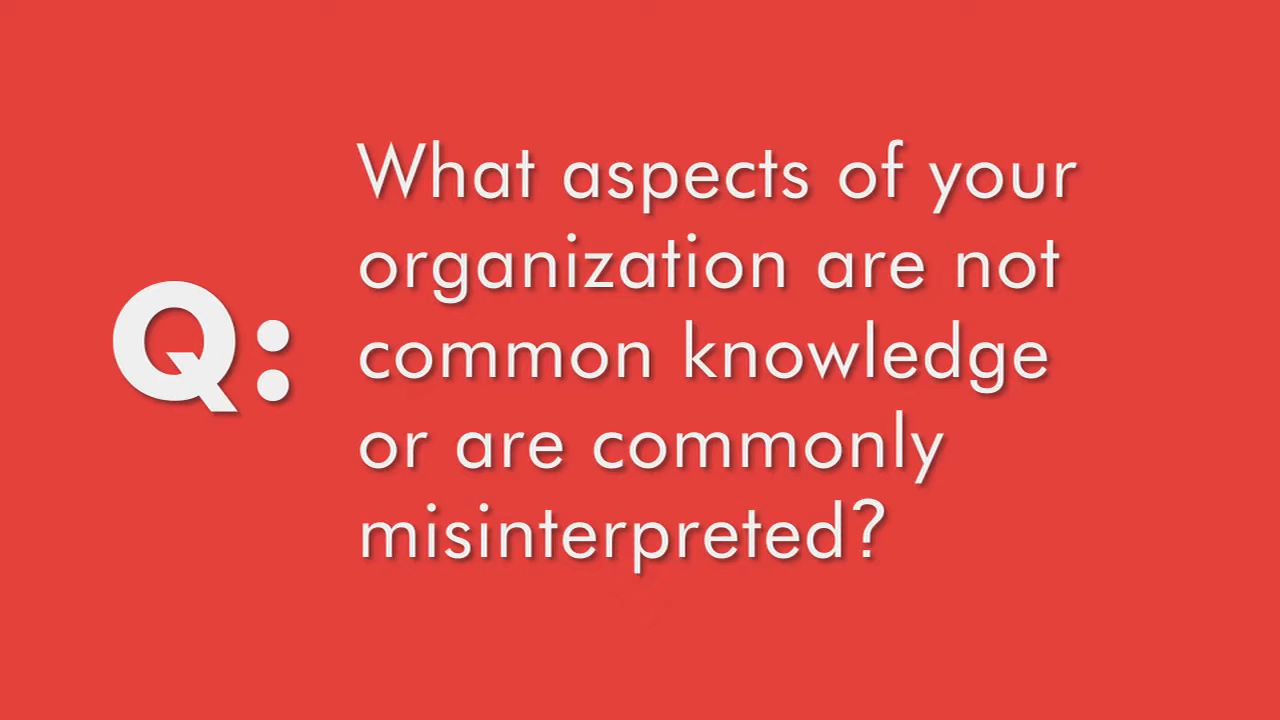 Q:
What aspects of your
organization are not
common knowledge
or are commonly
misinterpreted?